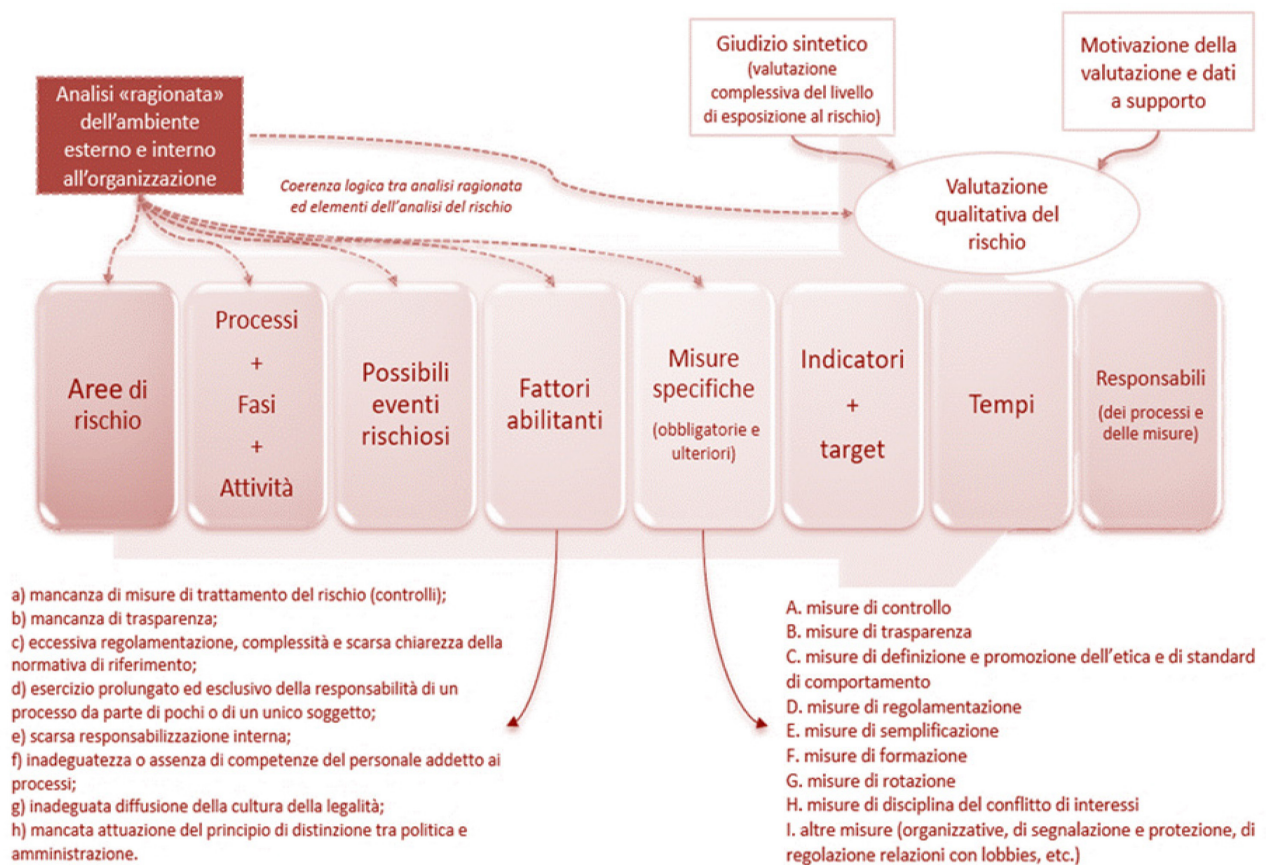 Analisi «ragionata»
dell'ambiente
esterno e interno
all'organizzazione
Giudizio sintetico
(valutazione
complessiva del livello
di esposizione al rischio)
Motivazione della
valutazione e dati
a supporto
Coerenza logica tra analisi ragionata
ed elementi dell'analisi del rischio
Valutazione
qualitativa del
rischio
Aree di
rischio
Processi
+
Fasi
+
Attività
Possibili
eventi
rischiosi
Fattori
abilitanti
Misure
specifiche
(obbligatorie e
ulteriori)
Indicatori
+
target
Tempi
Responsabili
(dei processi e
delle misure)
a) mancanza di misure di trattamento del rischio (controlli);
b) mancanza di trasparenza;
c) eccessiva regolamentazione, complessità e scarsa chiarezza della
normativa di riferimento;
d) esercizio prolungato ed esclusivo della responsabilità di un
processo da parte di pochi o di un unico soggetto;
e) scarsa responsabilizzazione interna;
f) inadeguatezza o assenza di competenze del personale addetto ai
processi;
g) inadeguata diffusione della cultura della legalità;
h) mancata attuazione del principio di distinzione tra politica e
amministrazione.
A. misure di controllo
B. misure di trasparenza
C. misure di definizione e promozione dell'etica e di standard
di comportamento
D. misure di regolamentazione
E. misure di semplificazione
F. misure di formazione
G. misure di rotazione
H. misure di disciplina del conflitto di interessi
I. altre misure (organizzative, di segnalazione e protezione, di
regolazione relazioni con lobbies, etc.)